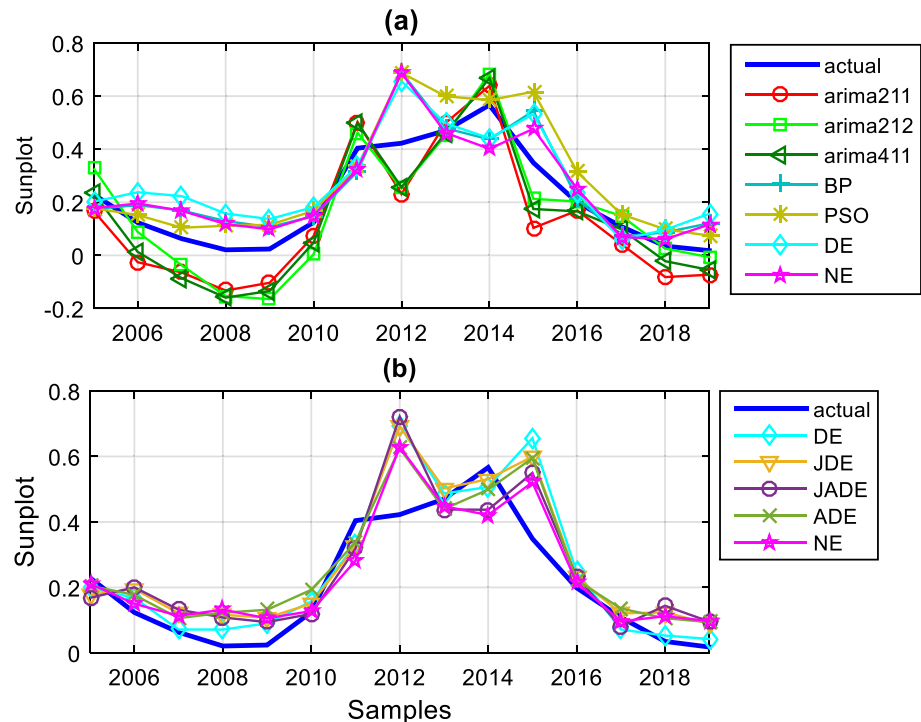 (a)
0.8
0.6
0.4
0.2
0
-0.2
Sunplot
2006 2008 2010 2012 2014 2016 2018
actual
arima211
arima212
arima411
BP
PSO
DE
NE
(b)
0.8
0.6
0.4
0.2
0
Sunplot
2006 2008 2010 2012 2014 2016 2018
Samples
actual
DE
JDE
JADE
ADE
NE